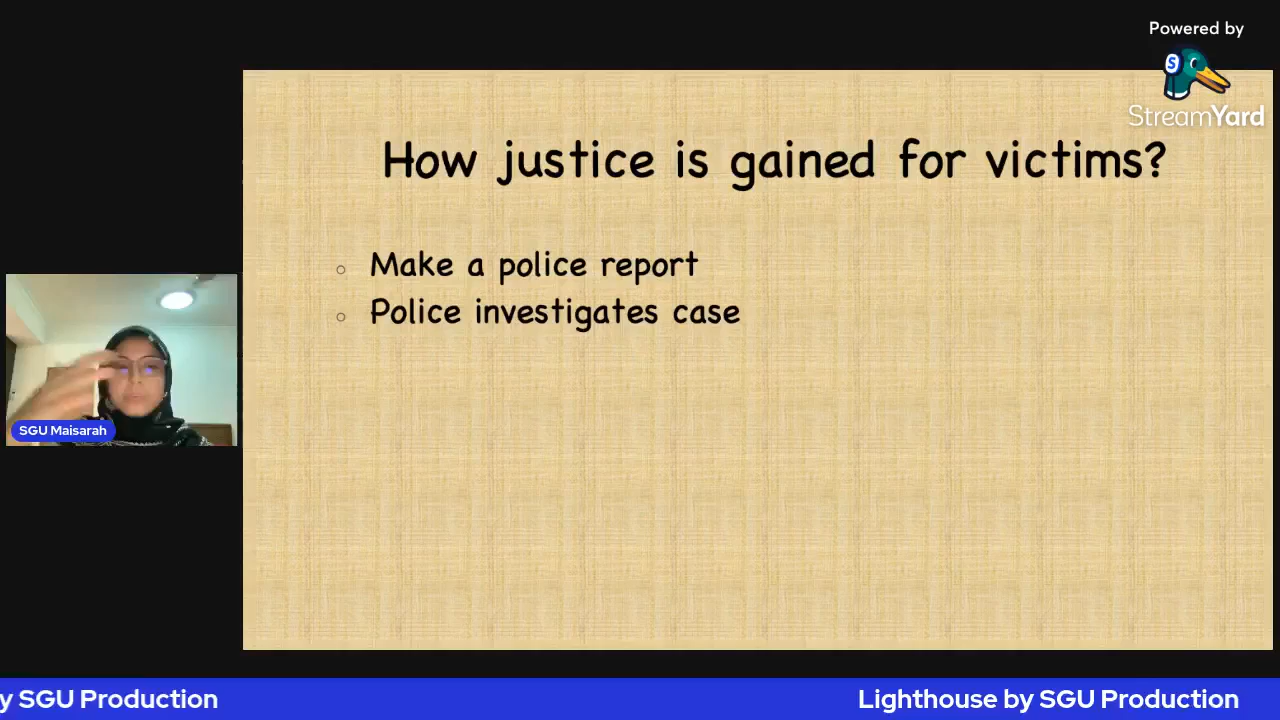 Powered by
S
StreamYard
How justice is gained for victims?
Make a police report
Police investigates case
SGU Maisarah
y SGU Production
Lighthouse by SGU Production